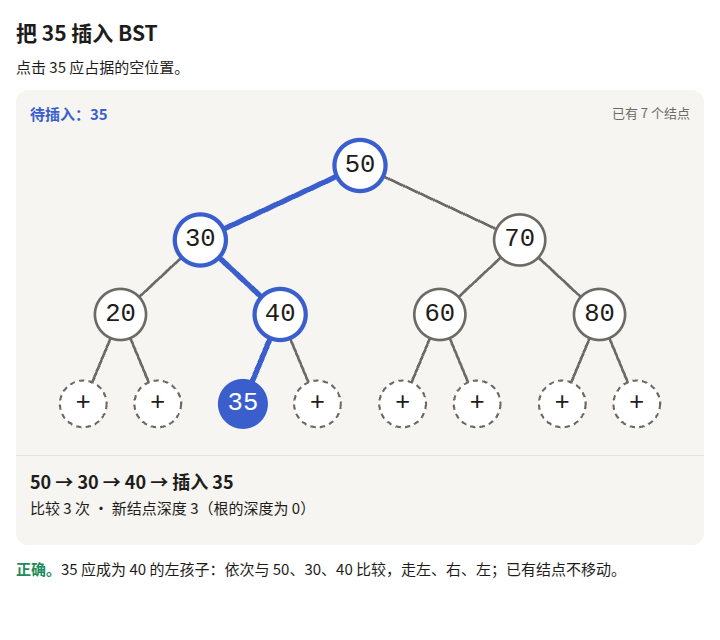 把 35 插入 BST
点击 35 应占据的空位置。
待插入：35
已有 7 个结点
50
30
70
20
40
60
80
+
+
35
+
+
+
+
+
50 → 30 → 40 → 插入 35
比较 3 次 · 新结点深度 3（根的深度为 0）
正确。35 应成为 40 的左孩子：依次与 50、30、40 比较，走左、右、左；已有结点不移动。